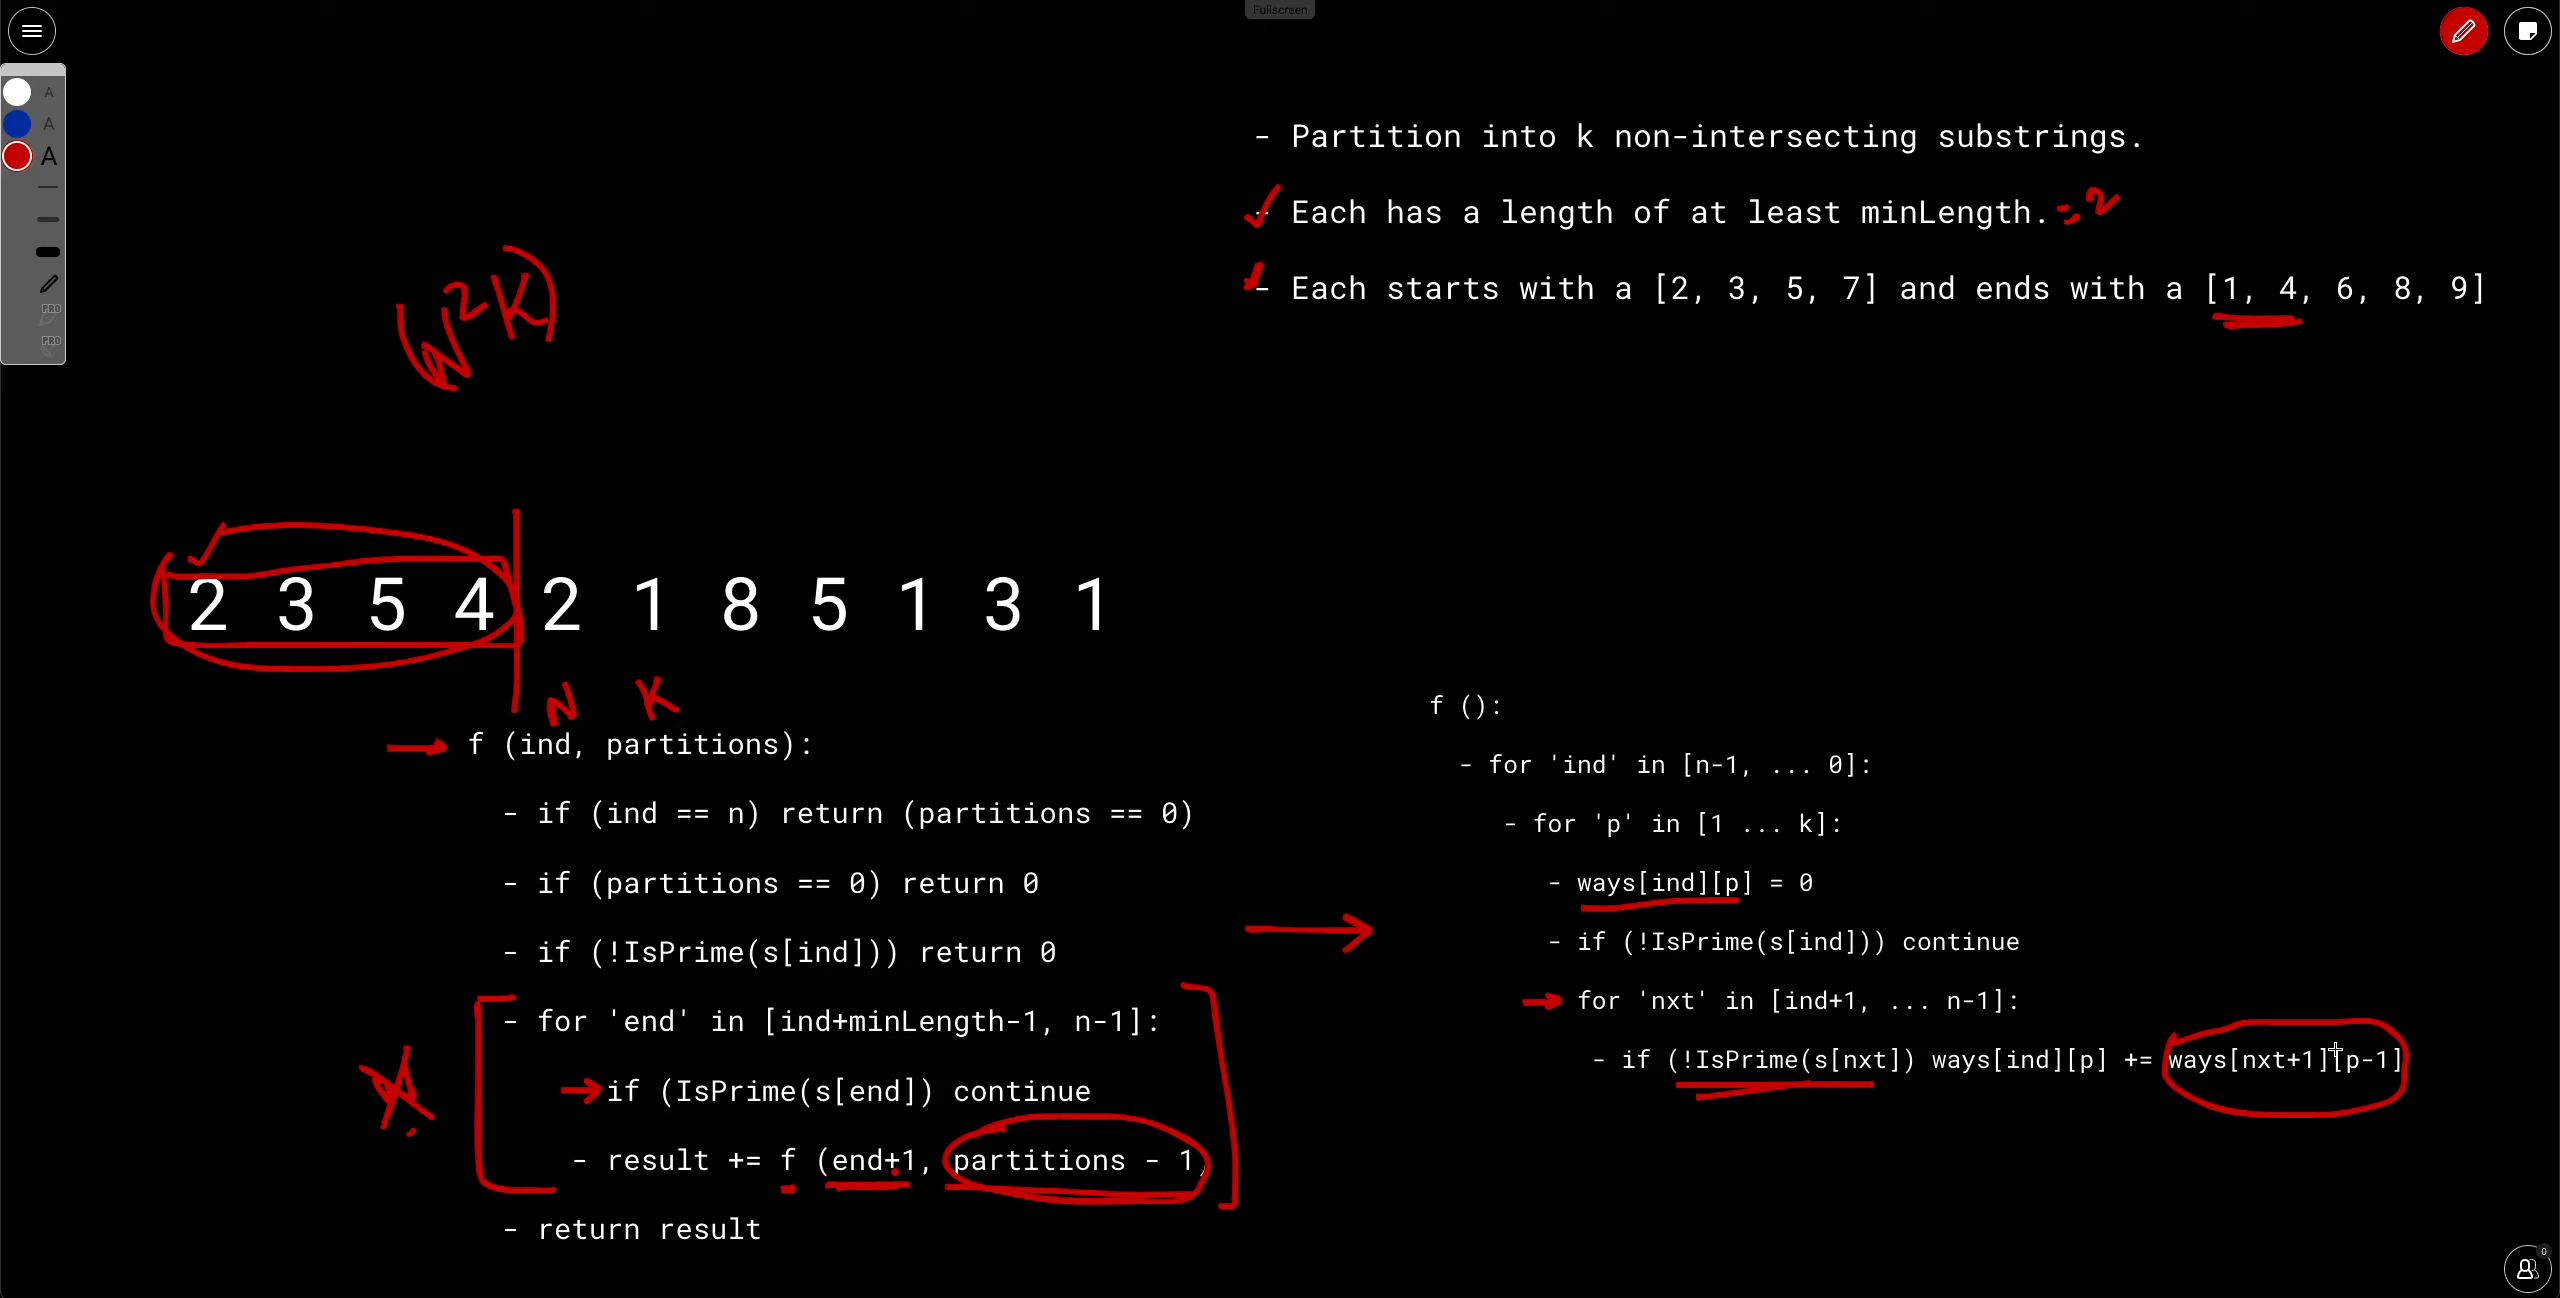 Fullscreen
A
A
A
PRO
PRO
- Partition into k non-intersecting substrings.
- Each has a length of at least minLength. = 2
- Each starts with a [2, 3, 5, 7] and ends with a [1, 4, 6, 8, 9]
(N²K)
2 3 5 4 2 1 8 5 1 3 1
N K
f (ind, partitions):
- if (ind == n) return (partitions == 0)
- if (partitions == 0) return 0
- if (!IsPrime(s[ind])) return 0
- for 'end' in [ind+minLength-1, n-1]:
if (IsPrime(s[end]) continue
- result += f (end+1, partitions - 1)
- return result
f ():
- for 'ind' in [n-1, ... 0]:
- for 'p' in [1 ... k]:
- ways[ind][p] = 0
- if (!IsPrime(s[ind])) continue
for 'nxt' in [ind+1, ... n-1]:
- if (!IsPrime(s[nxt]) ways[ind][p] += ways[nxt+1][p-1]
0